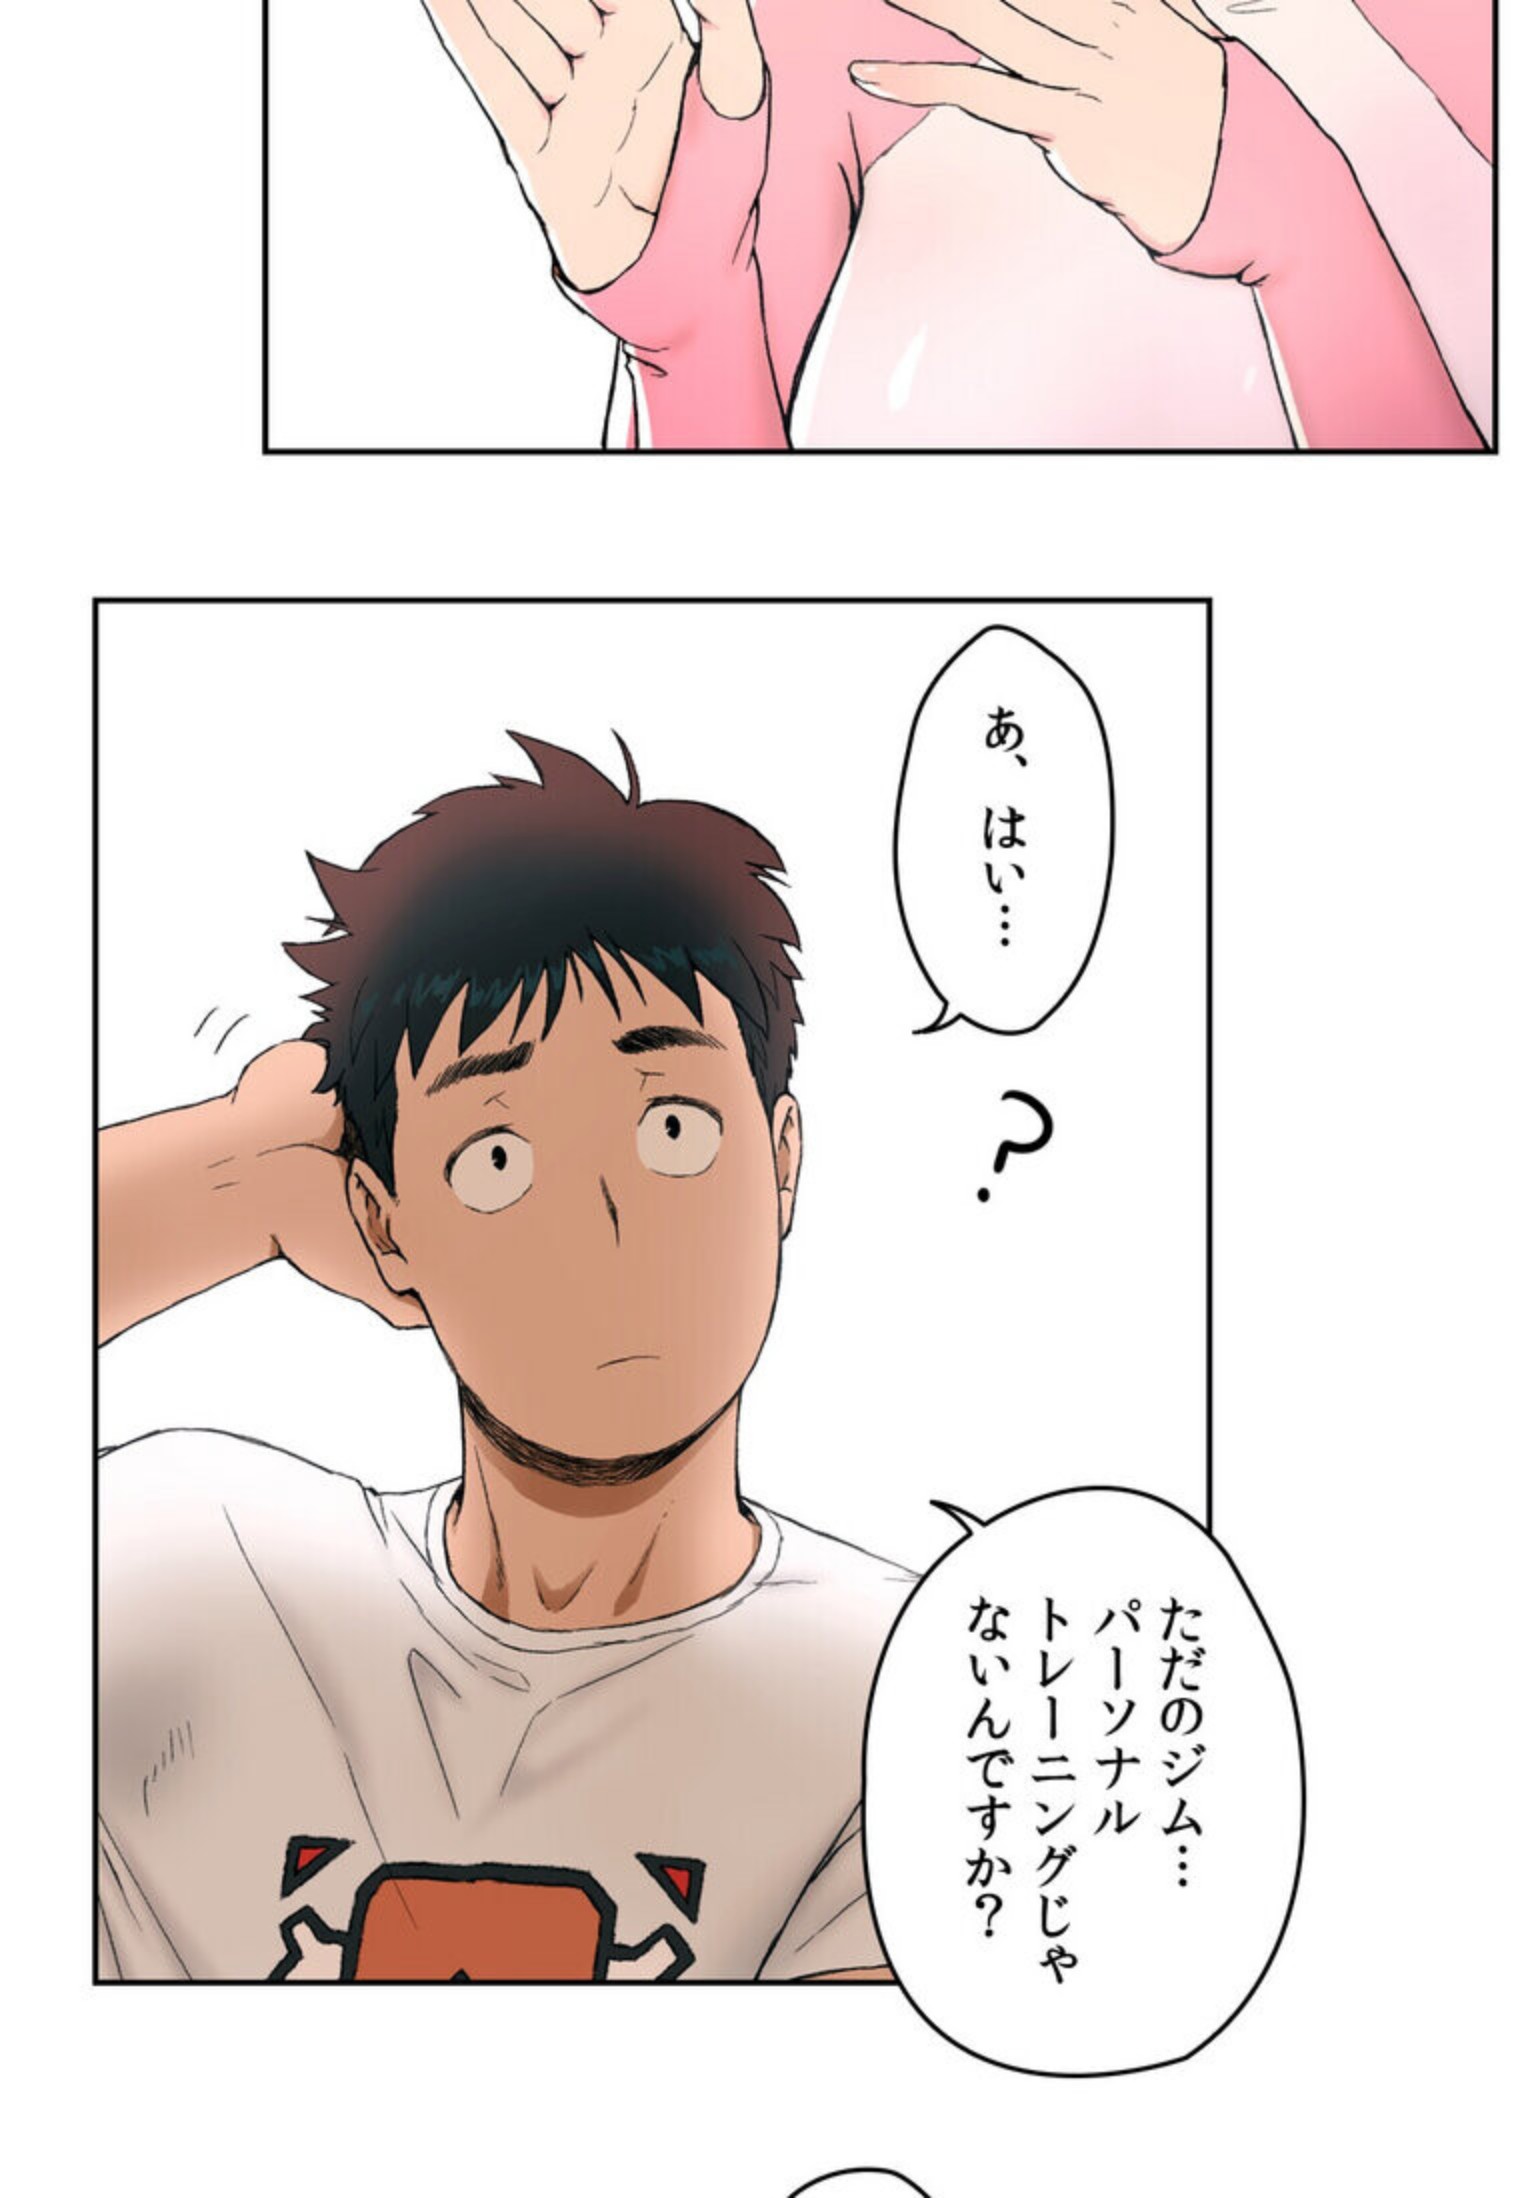 あ、はい…
?
ただのジム…
パーソナル
トレーニングじゃ
ないんですか?